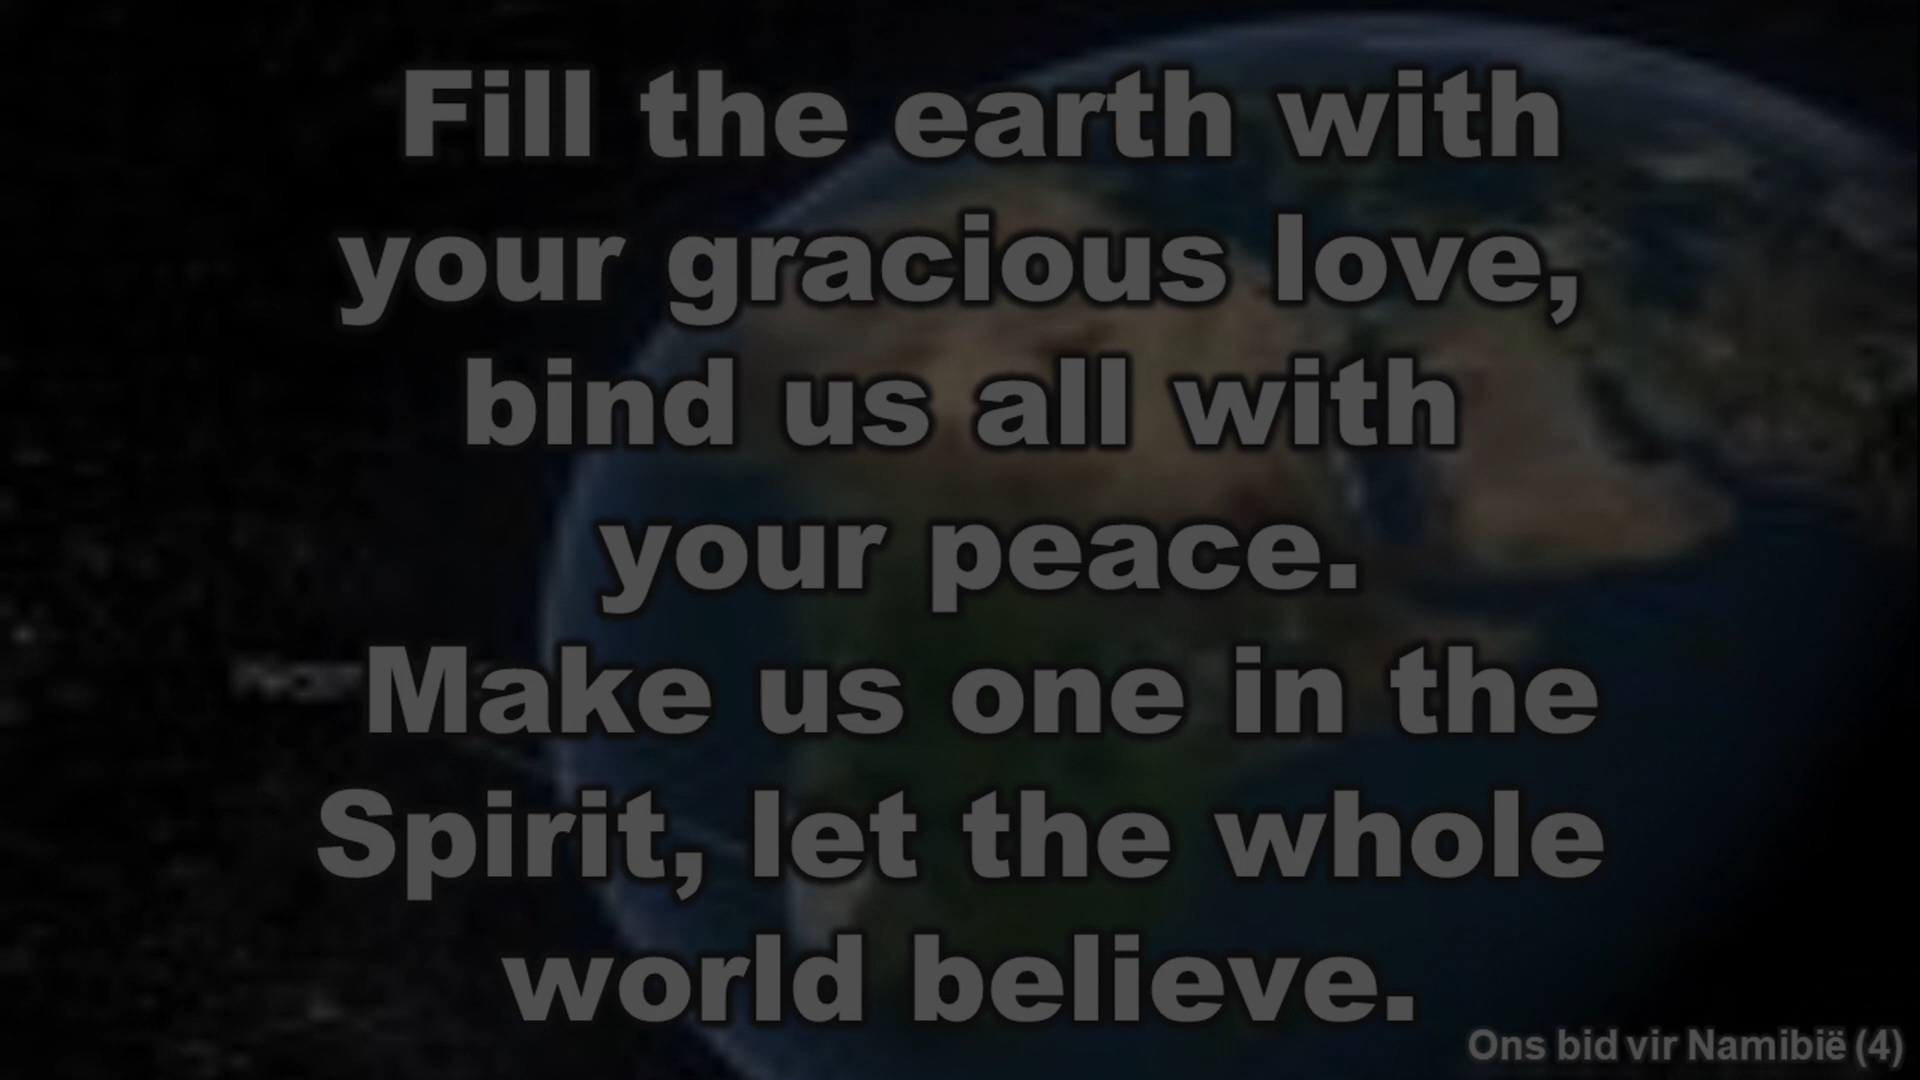 Fill the earth with
your gracious love,
bind us all with
your peace.
Make us one in the
Spirit, let the whole
world believe.
Ons bid vir Namibië (4)